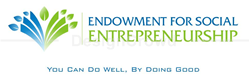 ENDOWMENT FOR SOCIAL
ENTREPRENEURSHIP
YOU CAN DO WELL, BY DOING GOOD